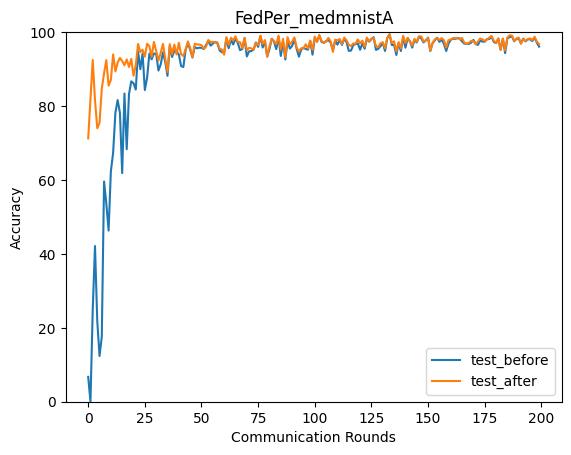 FedPer_medmnistA
100
80
60
40
20
0
Accuracy
0 25 50 75 100 125 150 175 200
Communication Rounds
test_before
test_after